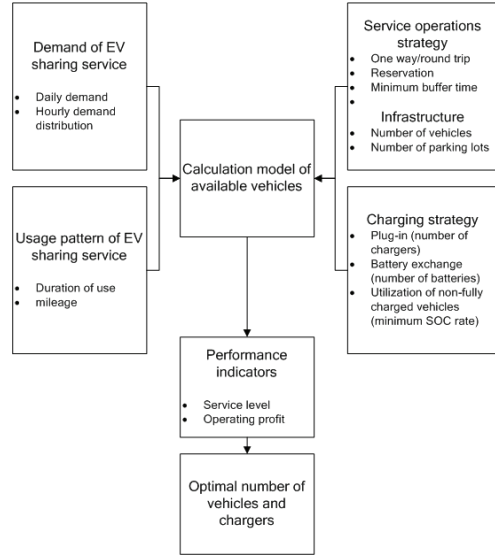 Demand of EV
sharing service
• Daily demand
• Hourly demand
distribution
Usage pattern of EV
sharing service
• Duration of use
• mileage
Calculation model of
available vehicles
Service operations
strategy
• One way/round trip
• Reservation
• Minimum buffer time
•
Infrastructure
• Number of vehicles
• Number of parking lots
Charging strategy
• Plug-in (number of
chargers)
• Battery exchange
(number of batteries)
• Utilization of non-fully
charged vehicles
(minimum SOC rate)
Performance
indicators
• Service level
• Operating profit
Optimal number of
vehicles and
chargers